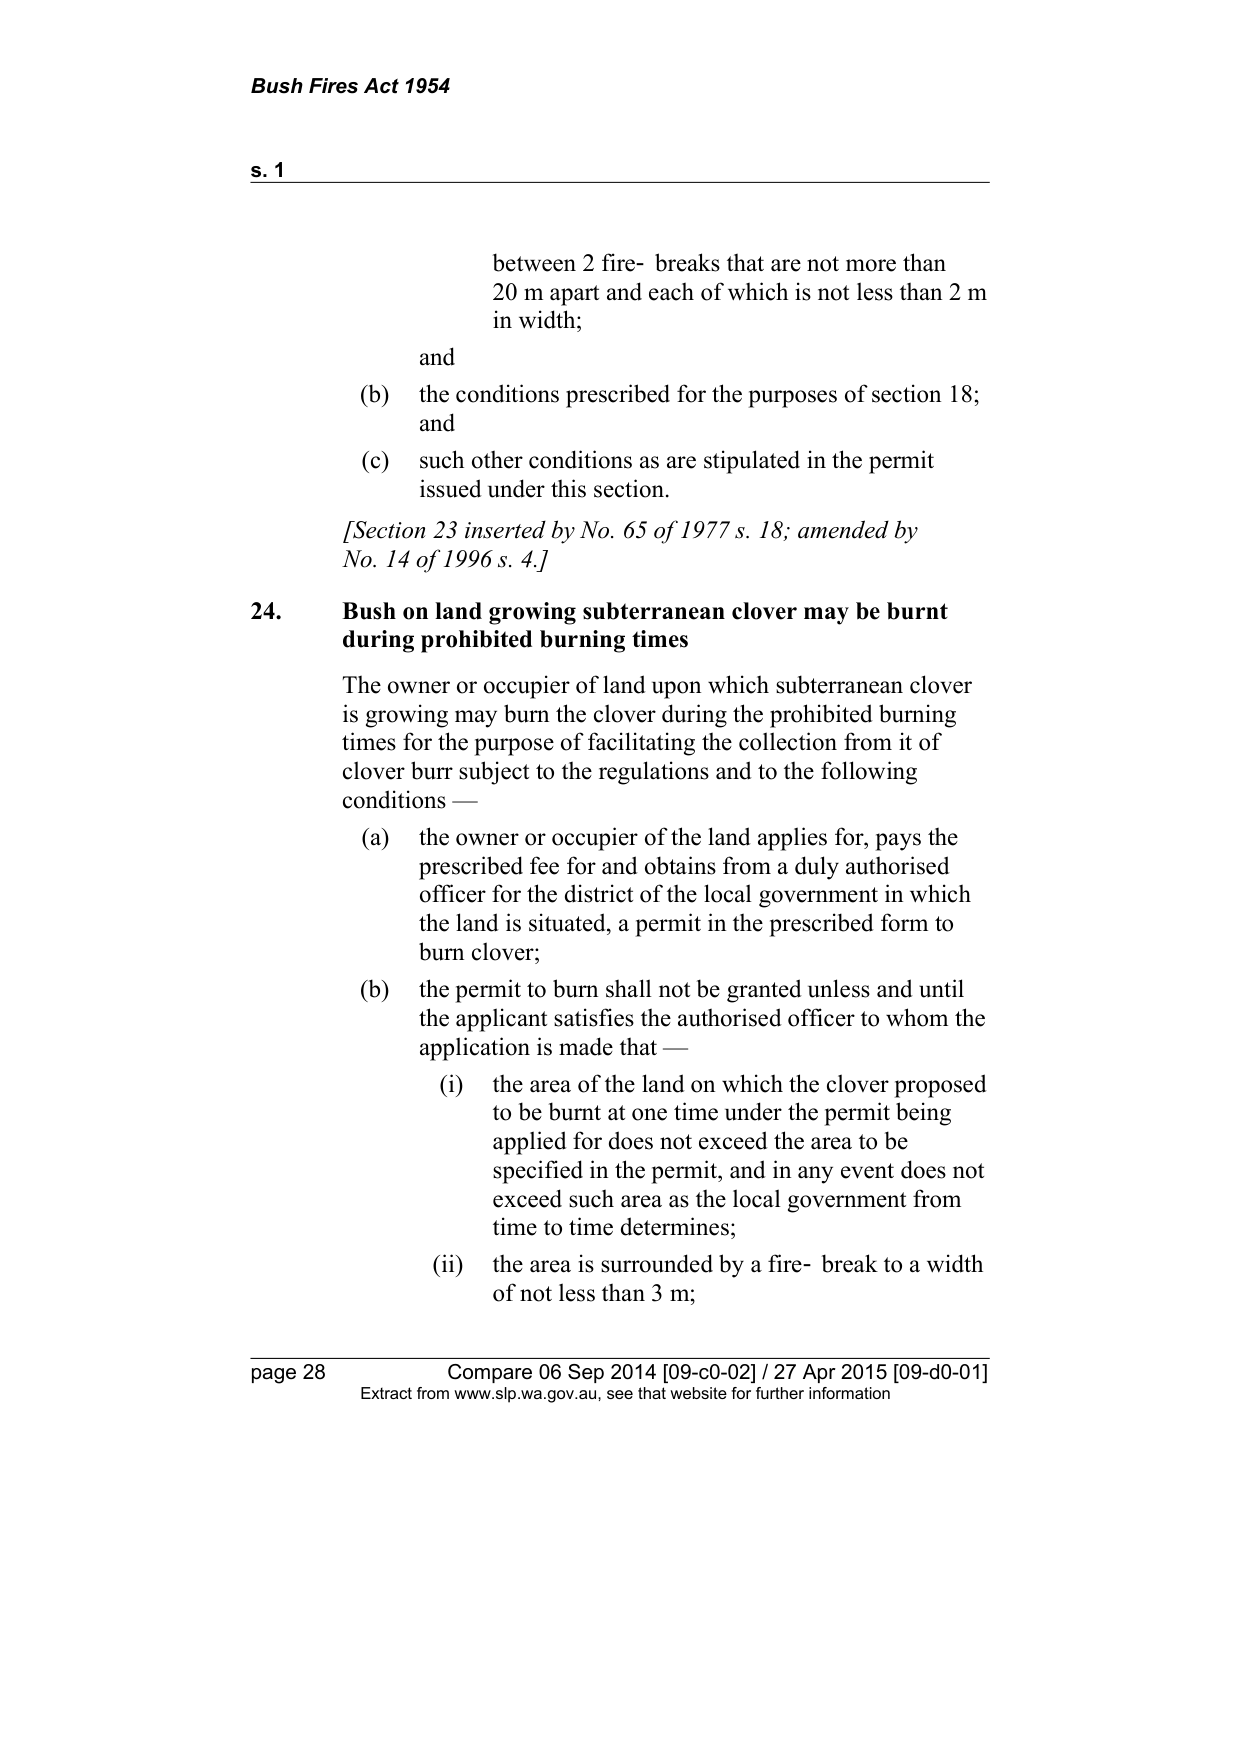 Bush Fires Act 1954
s. 1
between 2 fire- breaks that are not more than
20 m apart and each of which is not less than 2 m
in width;
and
(b) the conditions prescribed for the purposes of section 18;
and
(c) such other conditions as are stipulated in the permit
issued under this section.
[Section 23 inserted by No. 65 of 1977 s. 18; amended by
No. 14 of 1996 s. 4.]
24. Bush on land growing subterranean clover may be burnt
during prohibited burning times
The owner or occupier of land upon which subterranean clover
is growing may burn the clover during the prohibited burning
times for the purpose of facilitating the collection from it of
clover burr subject to the regulations and to the following
conditions —
(a) the owner or occupier of the land applies for, pays the
prescribed fee for and obtains from a duly authorised
officer for the district of the local government in which
the land is situated, a permit in the prescribed form to
burn clover;
(b) the permit to burn shall not be granted unless and until
the applicant satisfies the authorised officer to whom the
application is made that —
(i) the area of the land on which the clover proposed
to be burnt at one time under the permit being
applied for does not exceed the area to be
specified in the permit, and in any event does not
exceed such area as the local government from
time to time determines;
(ii) the area is surrounded by a fire- break to a width
of not less than 3 m;
page 28 Compare 06 Sep 2014 [09-c0-02] / 27 Apr 2015 [09-d0-01]
Extract from www.slp.wa.gov.au, see that website for further information